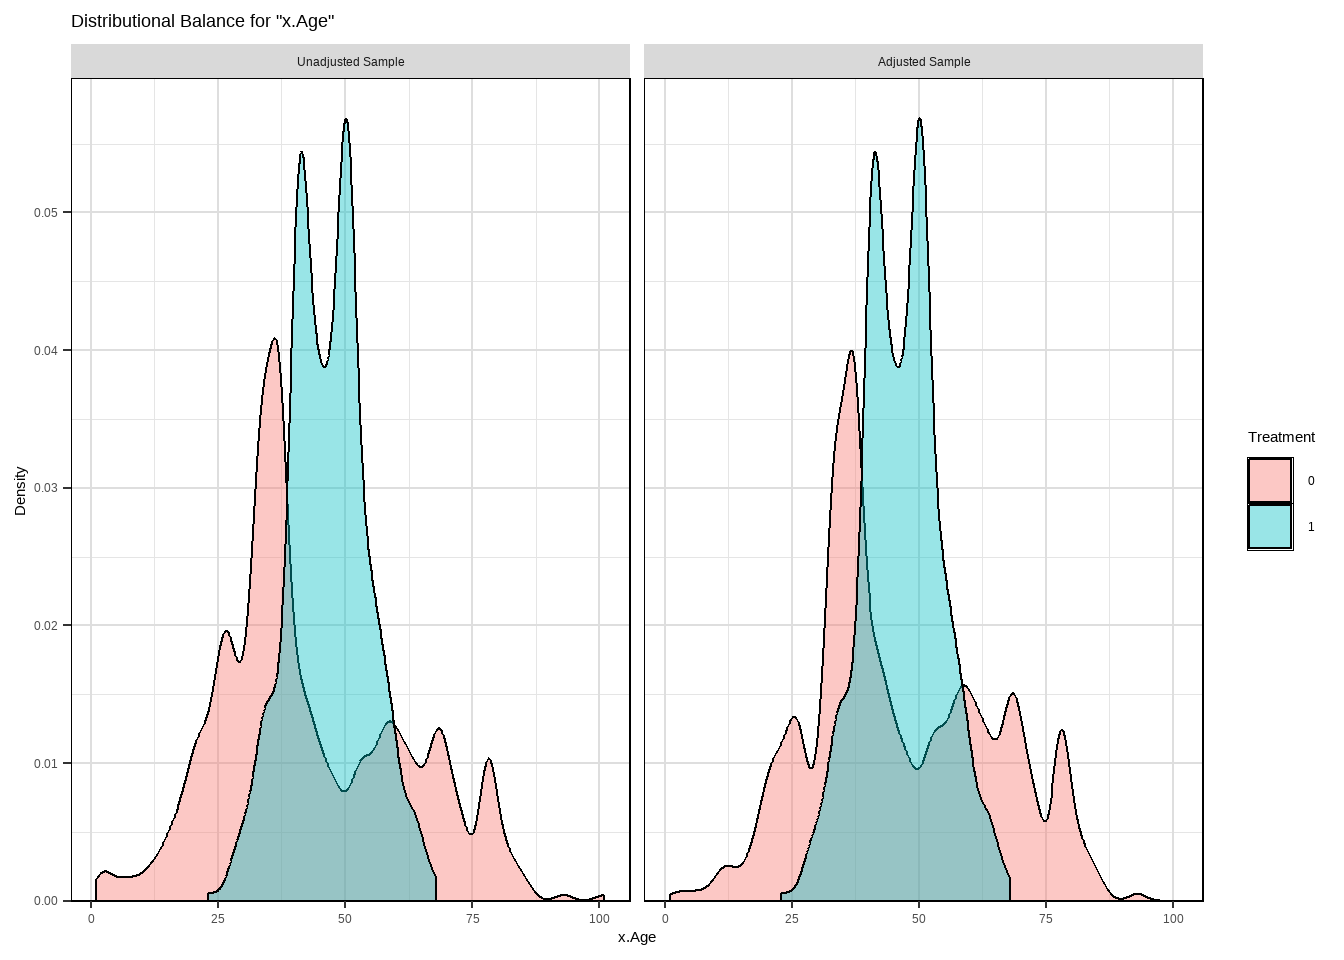 Distributional Balance for "x.Age"
Unadjusted Sample
Adjusted Sample
0.05
0.04
0.03
0.02
0.01
0.00
Density
0 25 50 75 100
0 25 50 75 100
x.Age
Treatment
0
1